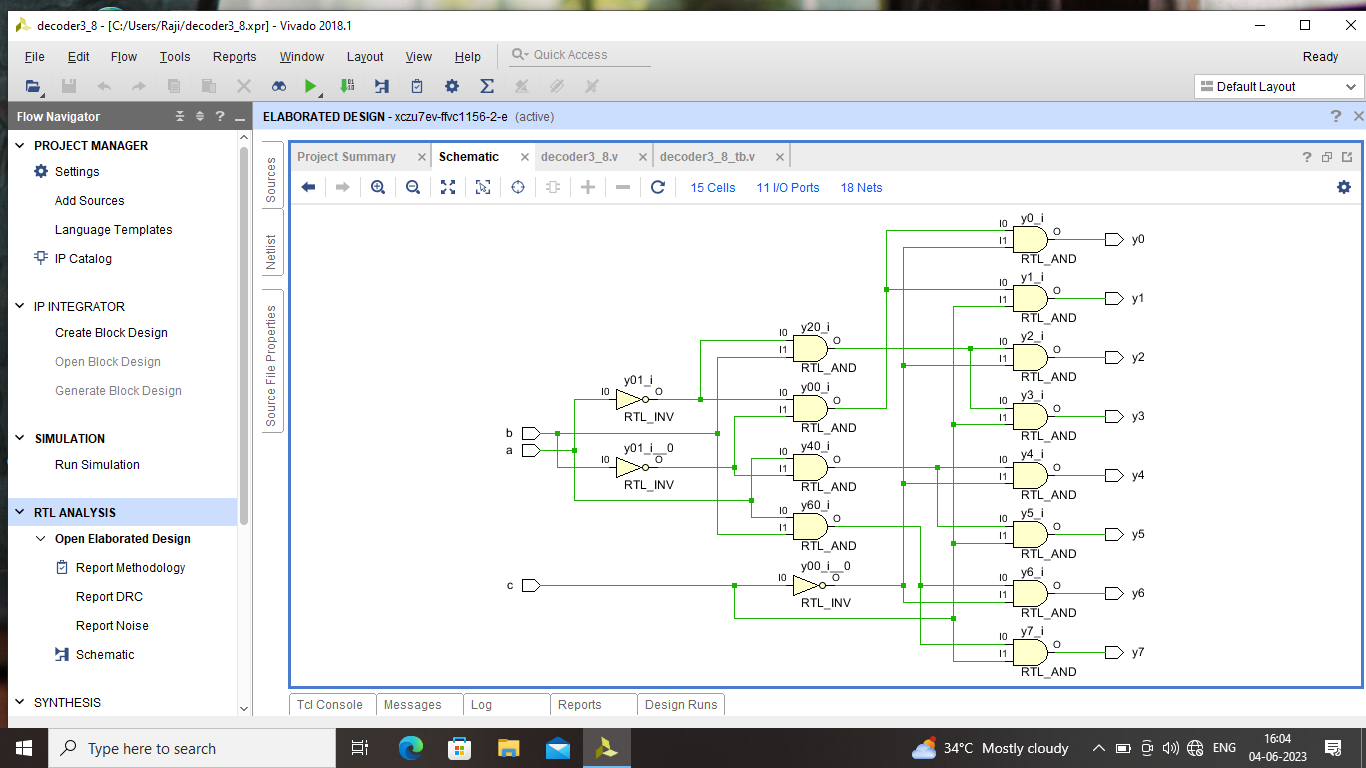 decoder3_8 - [C:/Users/Raji/decoder3_8.xpr] - Vivado 2018.1
File Edit Flow Tools Reports Window Layout View Help Quick Access Ready
Default Layout
Flow Navigator
ELABORATED DESIGN - xczu7ev-ffvc1156-2-e (active)
PROJECT MANAGER
Settings
Add Sources
Language Templates
IP Catalog
IP INTEGRATOR
Create Block Design
Open Block Design
Generate Block Design
SIMULATION
Run Simulation
RTL ANALYSIS
Open Elaborated Design
Report Methodology
Report DRC
Report Noise
Schematic
SYNTHESIS
Sources
Netlist
Source File Properties
Project Summary Schematic decoder3_8.v decoder3_8_tb.v
15 Cells 11 I/O Ports 18 Nets
b
a
c
y01_i
I0 O
RTL_INV
y01_i__0
I0 O
RTL_INV
y20_i
I0
I1 O
RTL_AND
y00_i
I0
I1 O
RTL_AND
y40_i
I0
I1 O
RTL_AND
y60_i
I0
I1 O
RTL_AND
y00_i__0
I0 O
RTL_INV
y0_i
I0
I1 O y0
RTL_AND
y1_i
I0
I1 O y1
RTL_AND
y2_i
I0
I1 O y2
RTL_AND
y3_i
I0
I1 O y3
RTL_AND
y4_i
I0
I1 O y4
RTL_AND
y5_i
I0
I1 O y5
RTL_AND
y6_i
I0
I1 O y6
RTL_AND
y7_i
I0
I1 O y7
RTL_AND
Tcl Console Messages Log Reports Design Runs
Type here to search
34°C Mostly cloudy
ENG
16:04
04-06-2023